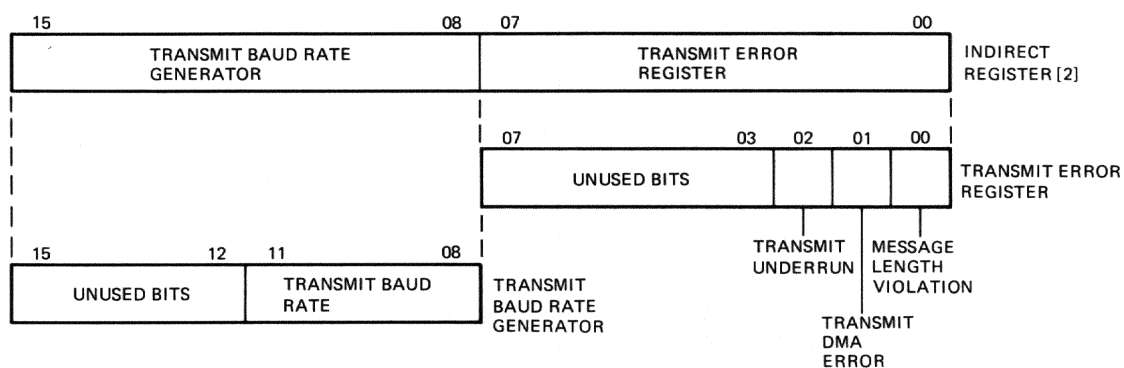 15 08 07 00
TRANSMIT BAUD RATE
GENERATOR
TRANSMIT ERROR
REGISTER
INDIRECT
REGISTER [2]
07 03 02 01 00
UNUSED BITS
TRANSMIT ERROR
REGISTER
TRANSMIT
UNDERRUN
MESSAGE
LENGTH
VIOLATION
TRANSMIT
DMA
ERROR
15 12 11 08
UNUSED BITS
TRANSMIT BAUD
RATE
TRANSMIT
BAUD RATE
GENERATOR